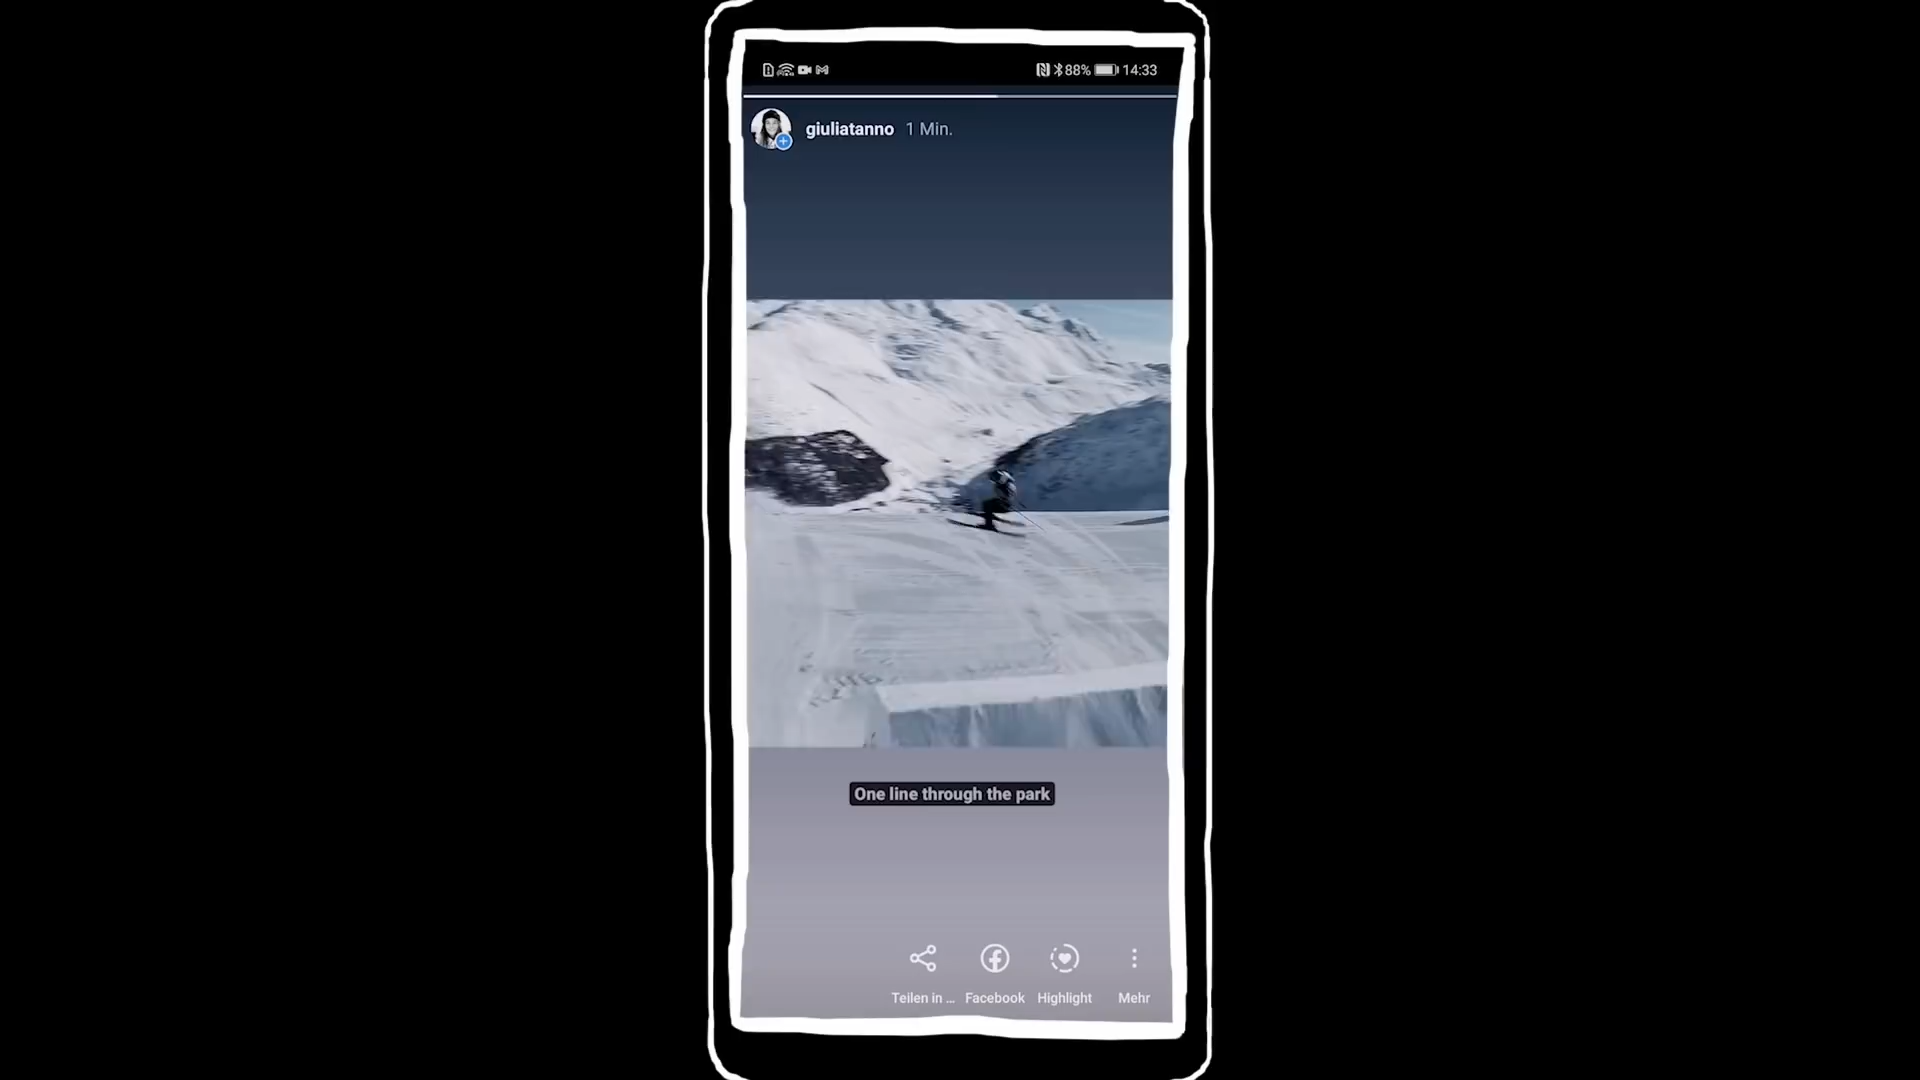 88% 14:33
giuliatanno 1 Min.
One line through the park
Teilen in ... Facebook Highlight Mehr